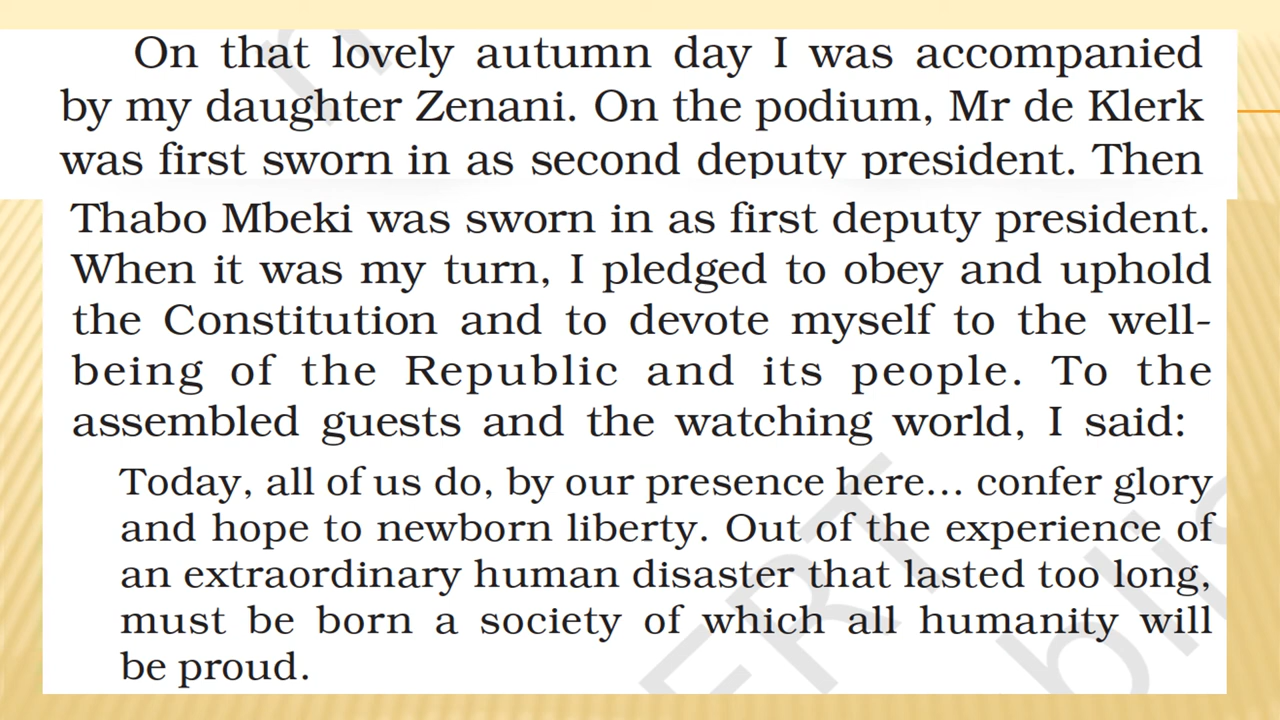 On that lovely autumn day I was accompanied
by my daughter Zenani. On the podium, Mr de Klerk
was first sworn in as second deputy president. Then
Thabo Mbeki was sworn in as first deputy president.
When it was my turn, I pledged to obey and uphold
the Constitution and to devote myself to the well-
being of the Republic and its people. To the
assembled guests and the watching world, I said:
Today, all of us do, by our presence here... confer glory
and hope to newborn liberty. Out of the experience of
an extraordinary human disaster that lasted too long,
must be born a society of which all humanity will
be proud.